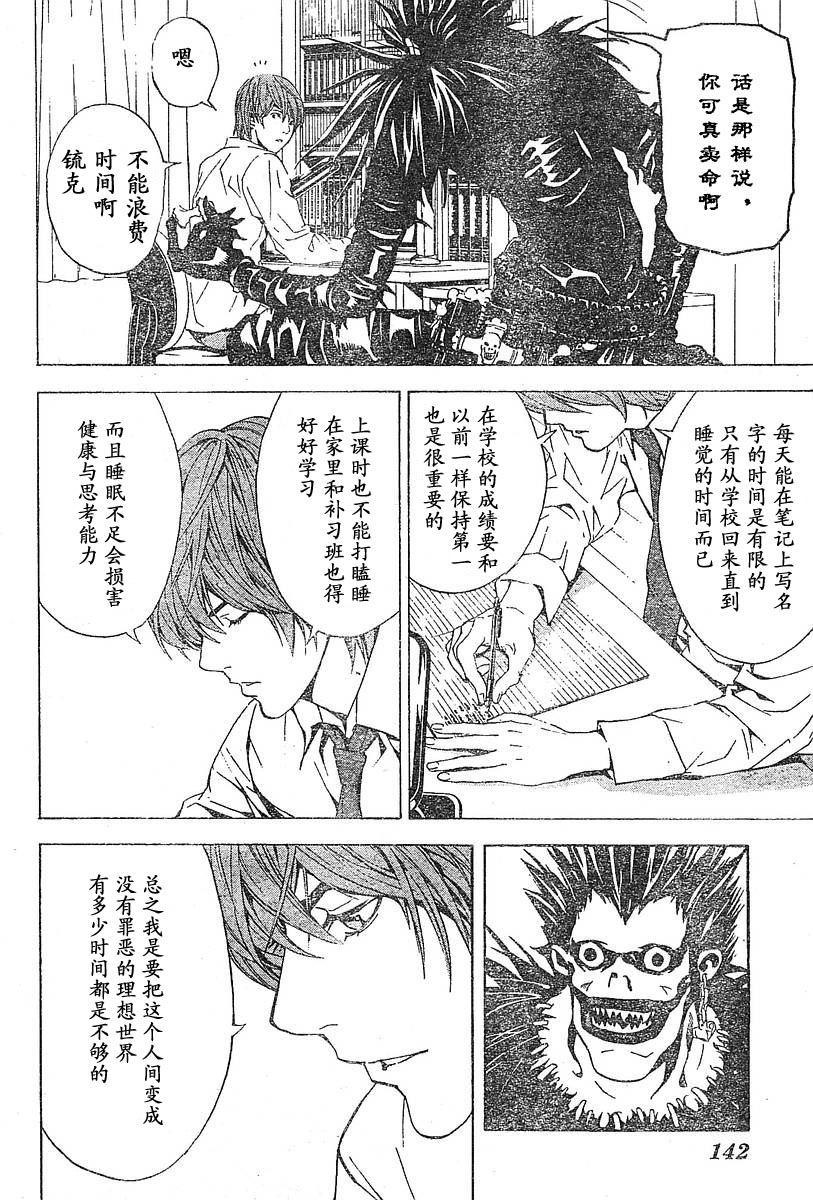 话是那样说，
你可真卖命啊
嗯
不能浪费
时间啊
锍克
每天能在笔记上写名
字的时间是有限的
只有从学校回来直到
睡觉的时间而已
在学校的成绩要和
以前一样保持第一
也是很重要的
上课时也不能打瞌睡
在家里和补习班也得
好好学习
而且睡眠不足会损害
健康与思考能力
总之我是要把这个人间变成
没有罪恶的理想世界
有多少时间都是不够的
142